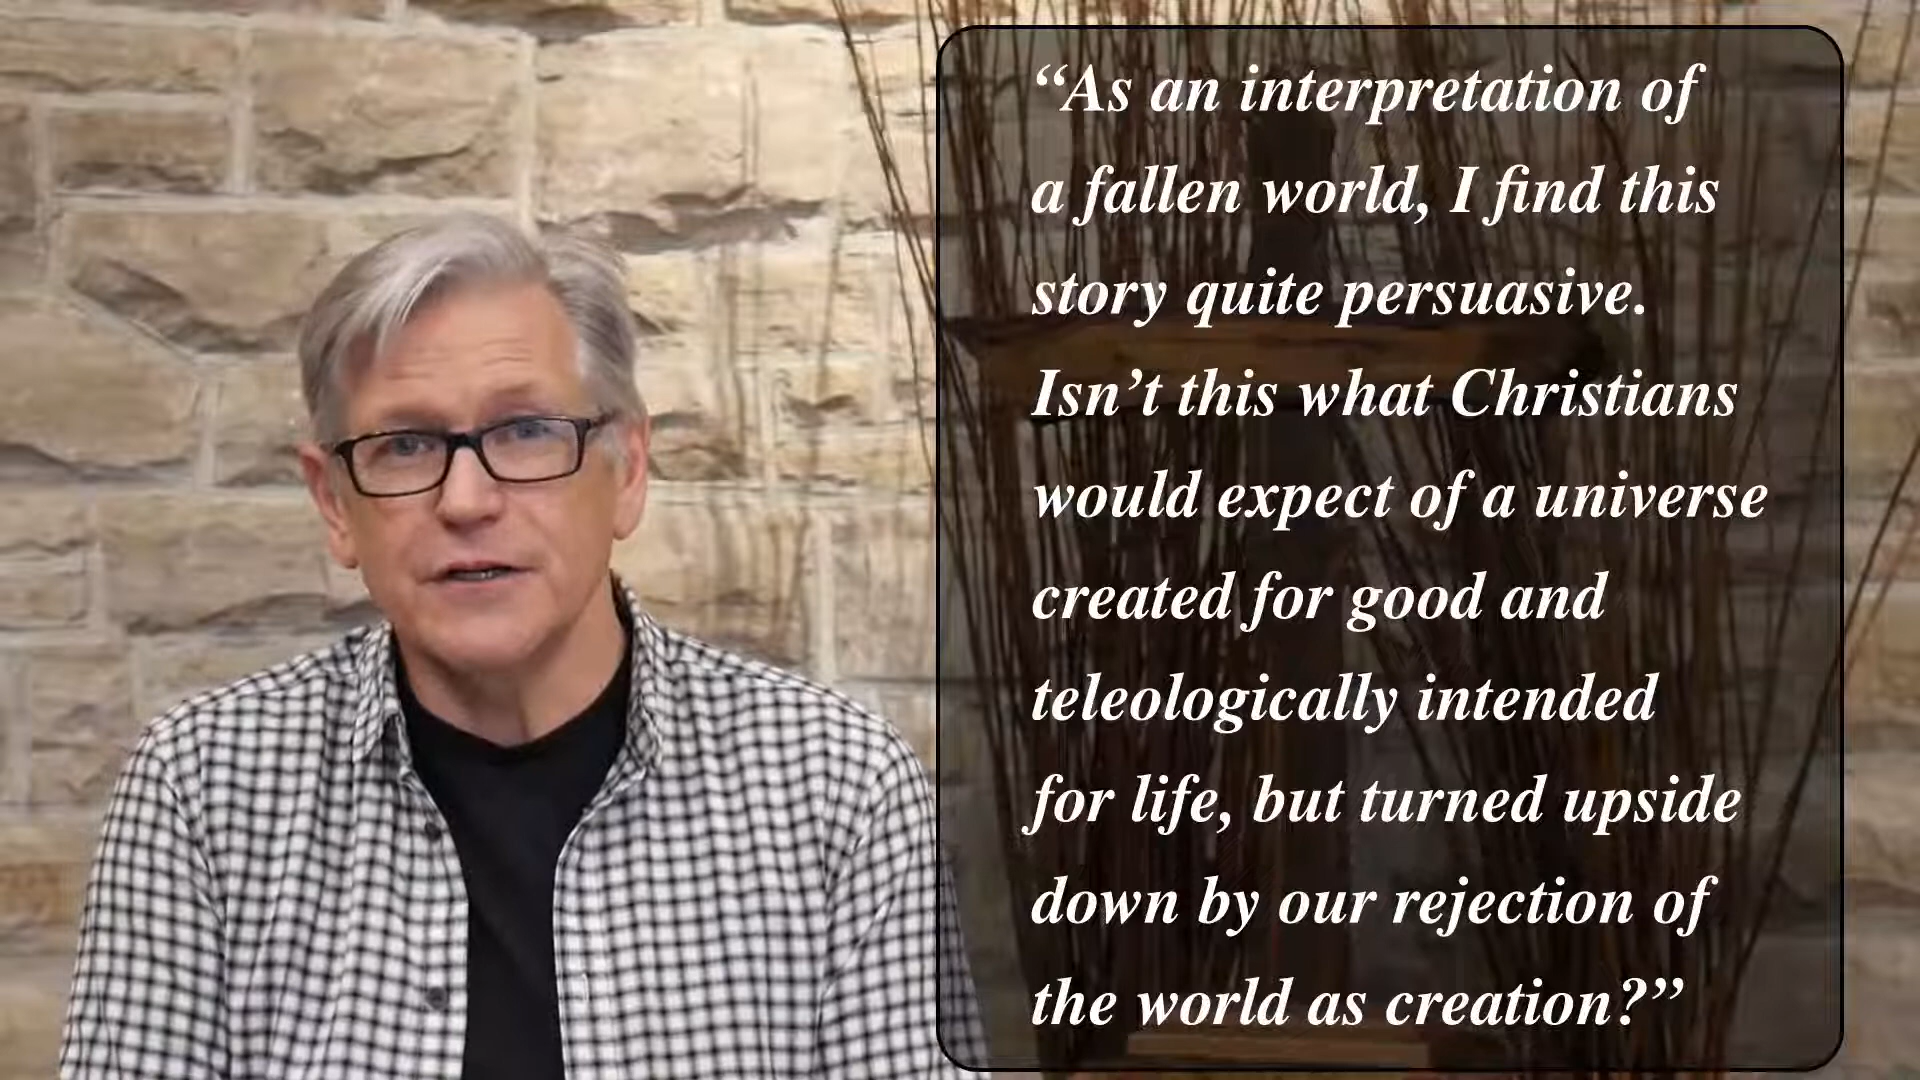 “As an interpretation of
a fallen world, I find this
story quite persuasive.
Isn’t this what Christians
would expect of a universe
created for good and
teleologically intended
for life, but turned upside
down by our rejection of
the world as creation?”